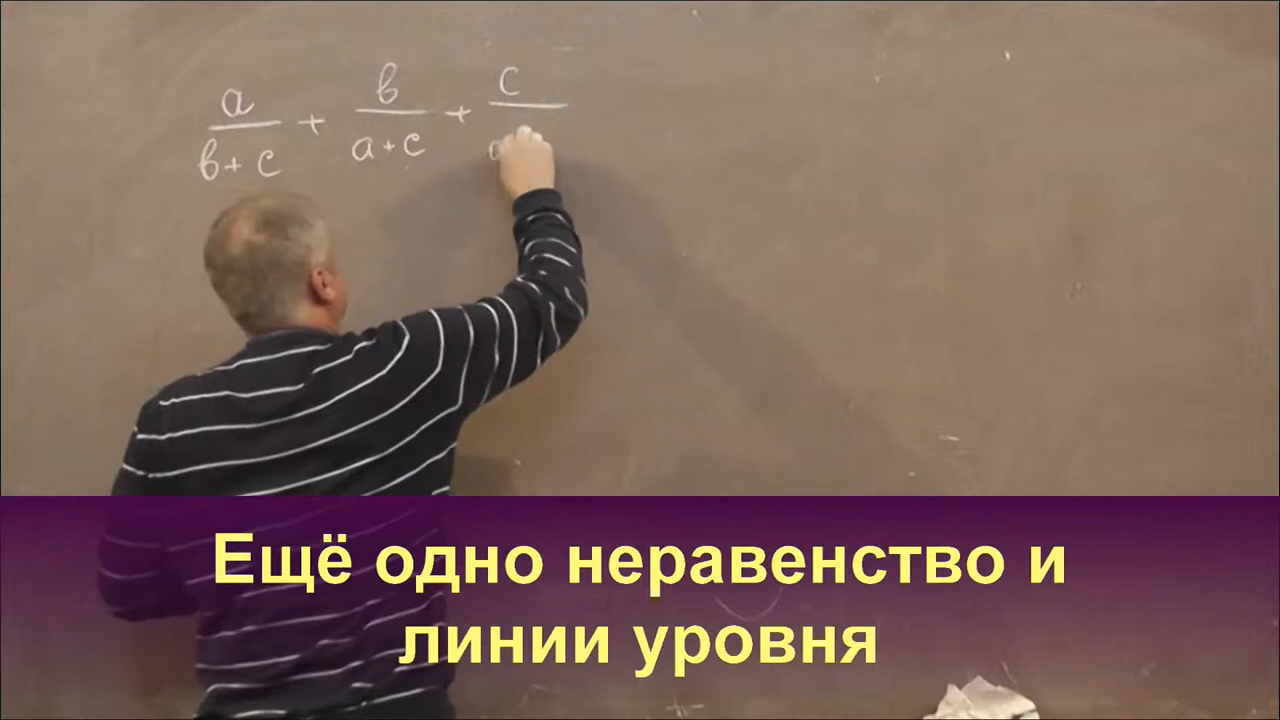 a/в+c + в/a+c + c/a
Ещё одно неравенство и
линии уровня